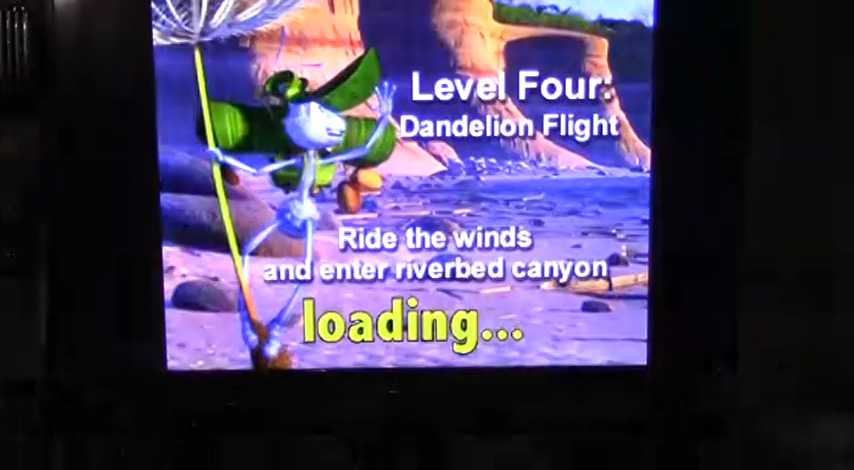 Level Four:
Dandelion Flight
Ride the winds
and enter riverbed canyon
loading...